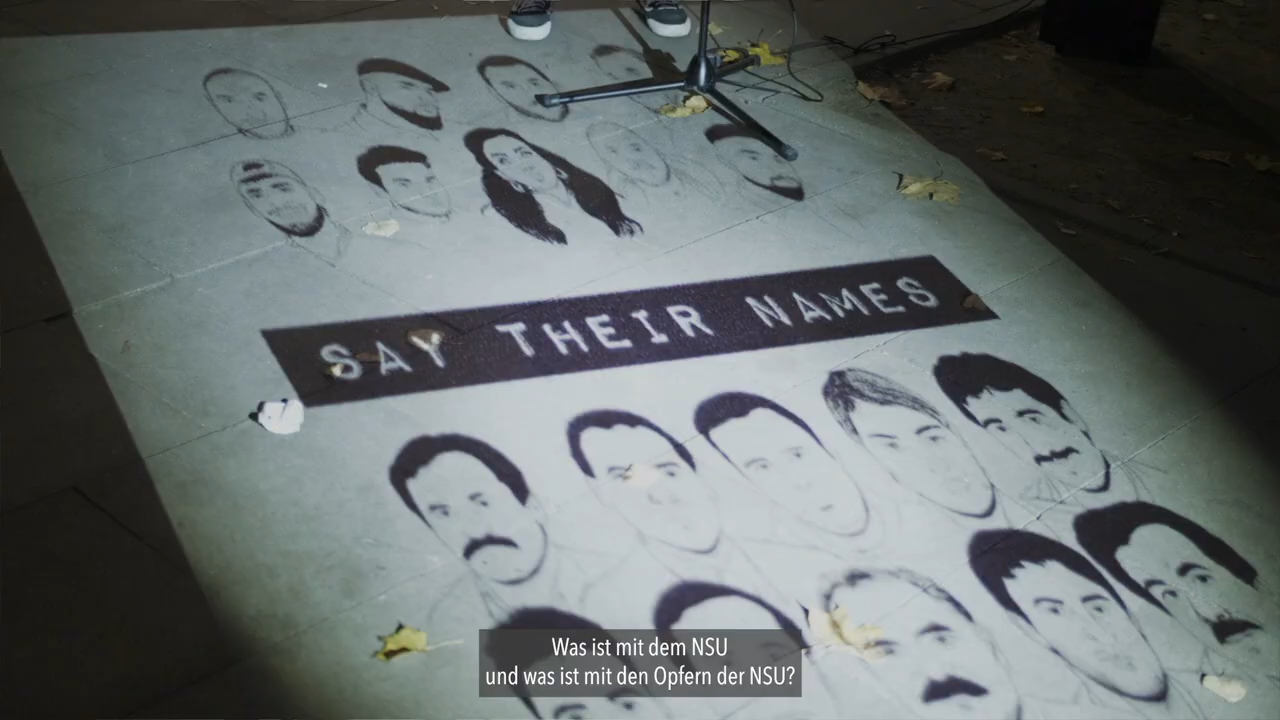 SAY THEIR NAMES
Was ist mit dem NSU
und was ist mit den Opfern der NSU?